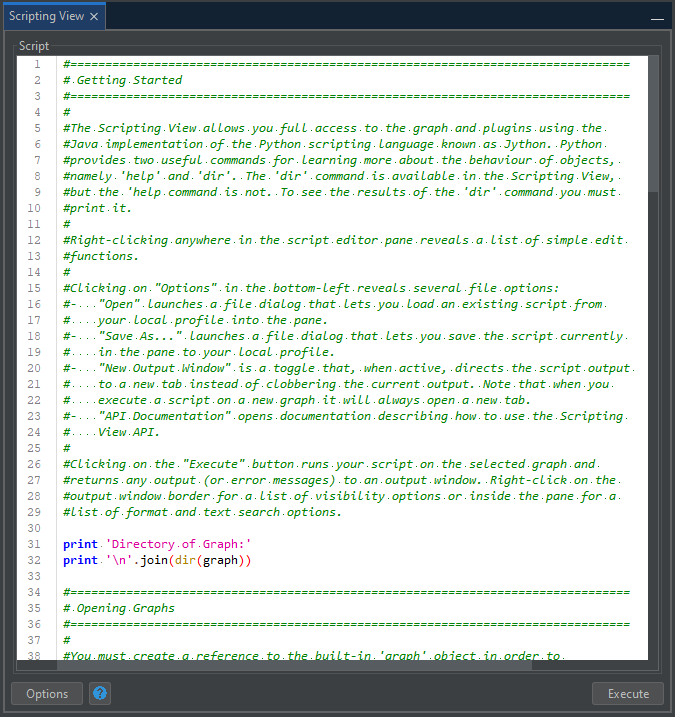 Scripting View
Script
1 #================================================================================
2 # Getting Started
3 #================================================================================
4 #
5 #The Scripting View allows you full access to the graph and plugins using the
6 #Java implementation of the Python scripting language known as Jython. Python
7 #provides two useful commands for learning more about the behaviour of objects,
8 #namely 'help' and 'dir'. The 'dir' command is available in the Scripting View,
9 #but the 'help command is not. To see the results of the 'dir' command you must
10 #print it.
11 #
12 #Right-clicking anywhere in the script editor pane reveals a list of simple edit
13 #functions.
14 #
15 #Clicking on "Options" in the bottom-left reveals several file options:
16 #-   "Open" launches a file dialog that lets you load an existing script from
17 #    your local profile into the pane.
18 #-   "Save As..." launches a file dialog that lets you save the script currently
19 #    in the pane to your local profile.
20 #-   "New Output Window" is a toggle that, when active, directs the script output
21 #    to a new tab instead of clobbering the current output. Note that when you
22 #    execute a script on a new graph it will always open a new tab.
23 #-   "API Documentation" opens documentation describing how to use the Scripting
24 #    View API.
25 #
26 #Clicking on the "Execute" button runs your script on the selected graph and
27 #returns any output (or error messages) to an output window. Right-click on the
28 #output window border for a list of visibility options or inside the pane for a
29 #list of format and text search options.
30
31 print 'Directory of Graph:'
32 print '\n'.join(dir(graph))
33
34 #================================================================================
35 # Opening Graphs
36 #================================================================================
37 #
38 #You must create a reference to the built-in 'graph' object in order to
Options
?
Execute